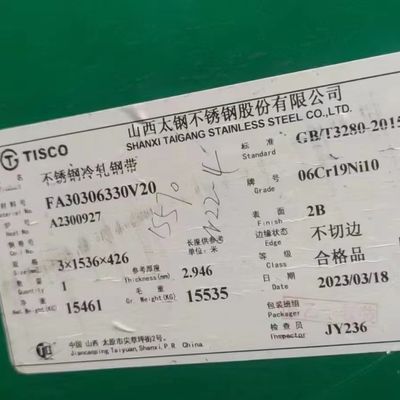 山西太钢不锈钢股份有限公司
SHANXI TAIGANG STAINLESS STEEL CO.,LTD.
TISCO
不锈钢冷轧钢带
标准 Standard GB/T3280-2015
FA30306330V20
牌号 Grade 06Cr19Ni10
A2300927
表面 Finish 2B
3×1536×426
长度供参考 单位:米
边缘状态 Edge 不切边
参考厚度 Thickness(mm) 2.946
等级 Class 合格品
1
日期 Date 2023/03/18
净重 Net Weight(KG) 15461
毛重 Gr. Weight(KG) 15535
包装班组
检查员 Inspector JY236
中国 山西 太原市尖草坪街2号
Jiancaoping Taiyuan, Shanxi, P.R. China